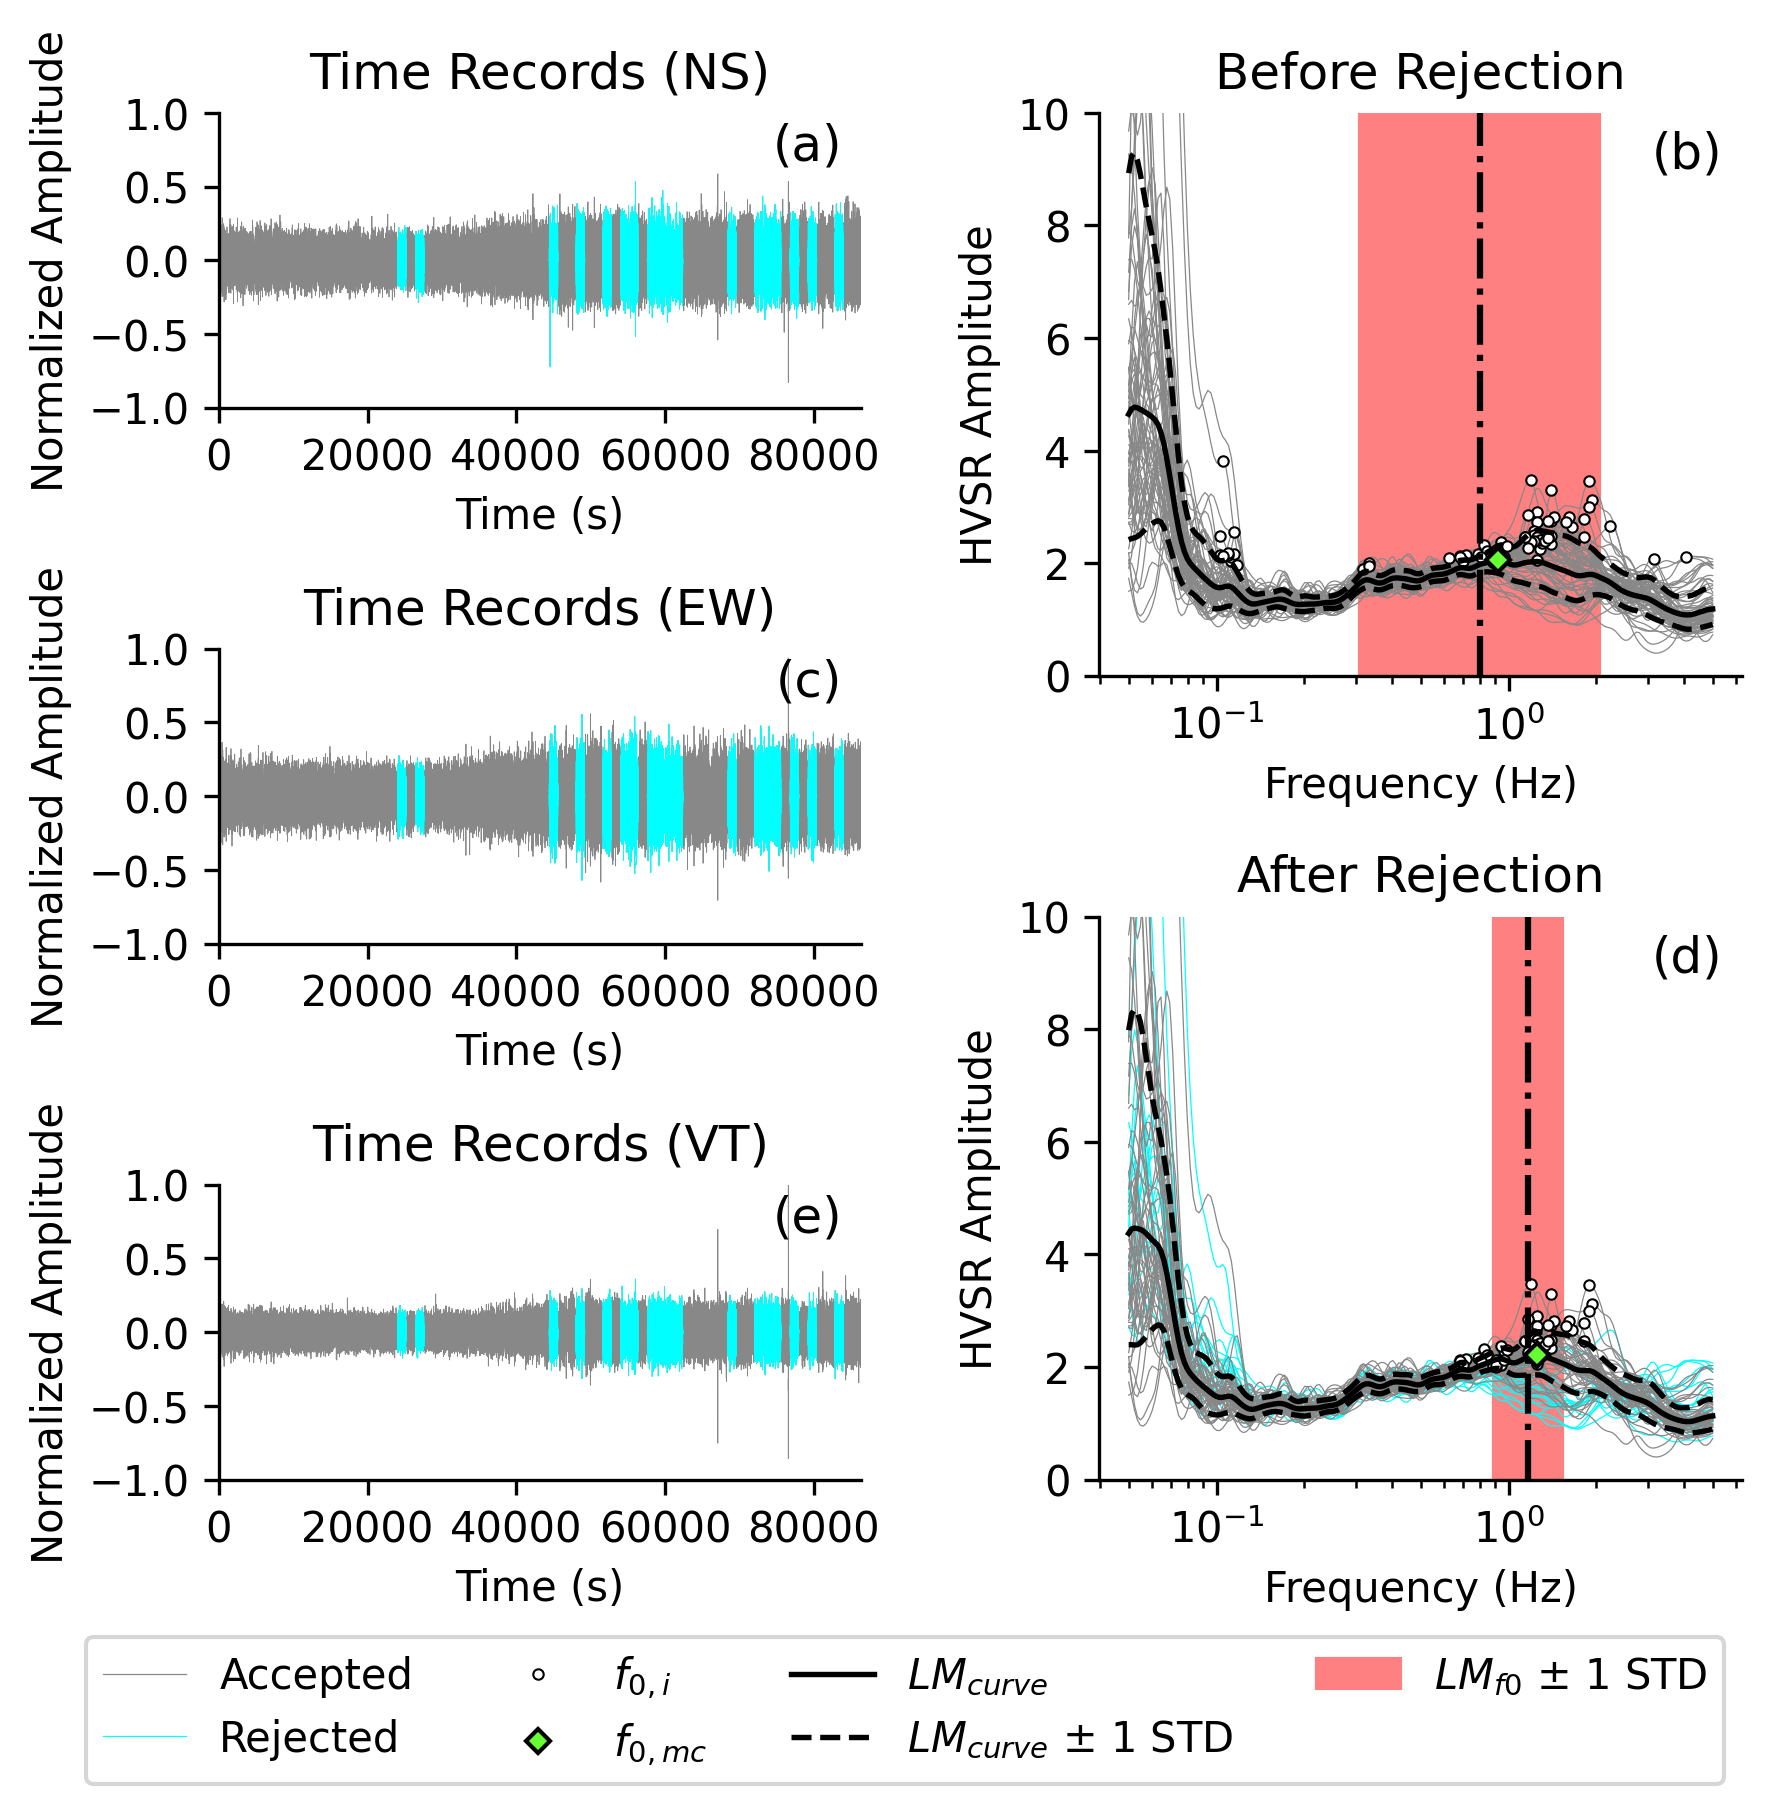 Time Records (NS)
Normalized Amplitude
1.0
0.5
0.0
−0.5
−1.0
(a)
0 20000 40000 60000 80000
Time (s)
Before Rejection
HVSR Amplitude
10
8
6
4
2
0
(b)
10⁻¹ 10⁰
Frequency (Hz)
Time Records (EW)
Normalized Amplitude
1.0
0.5
0.0
−0.5
−1.0
(c)
0 20000 40000 60000 80000
Time (s)
After Rejection
HVSR Amplitude
10
8
6
4
2
0
(d)
10⁻¹ 10⁰
Frequency (Hz)
Time Records (VT)
Normalized Amplitude
1.0
0.5
0.0
−0.5
−1.0
(e)
0 20000 40000 60000 80000
Time (s)
Accepted
Rejected
f0,i
f0,mc
LMcurve
LMcurve ± 1 STD
LMf0 ± 1 STD